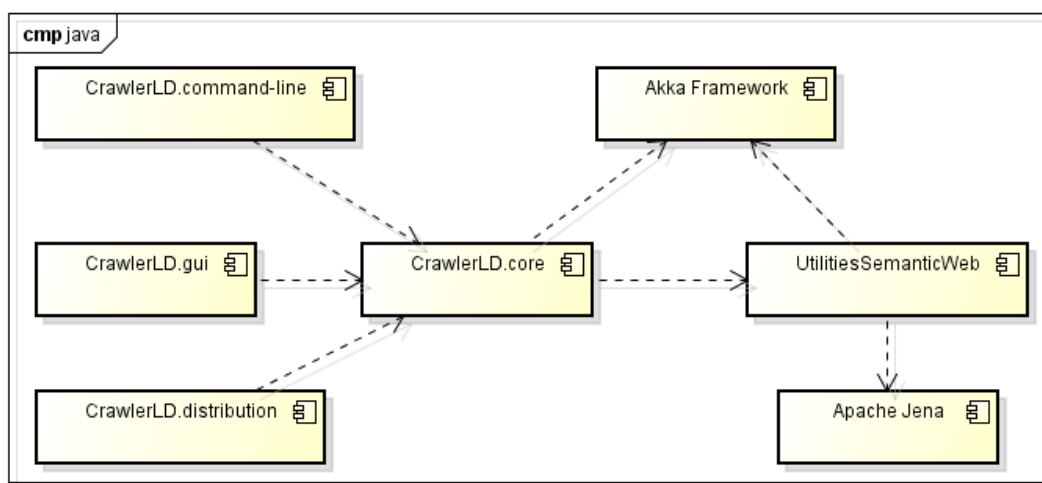 cmp java
CrawlerLD.command-line
Akka Framework
CrawlerLD.gui
CrawlerLD.core
UtilitiesSemanticWeb
CrawlerLD.distribution
Apache Jena